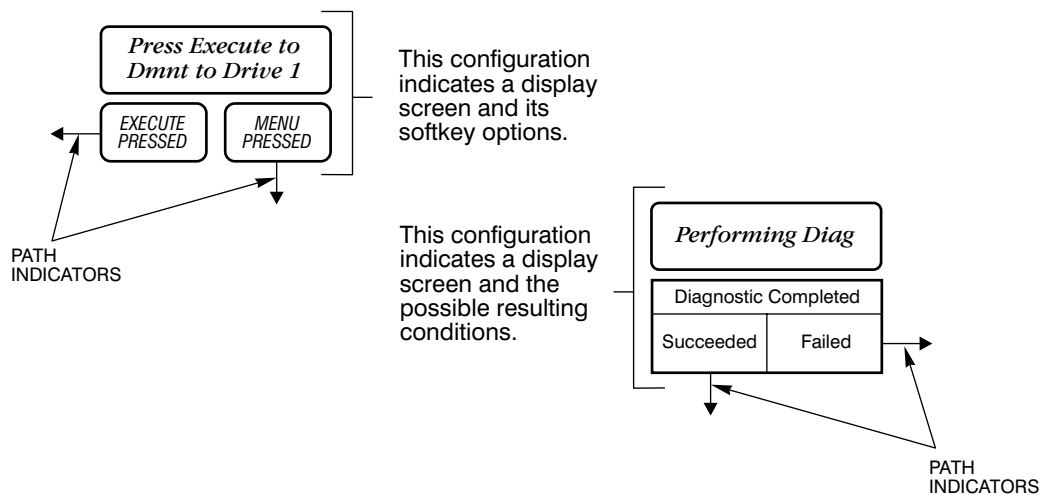 Press Execute to
Dmnt to Drive 1
EXECUTE
PRESSED
MENU
PRESSED
This configuration
indicates a display
screen and its
softkey options.
PATH
INDICATORS
This configuration
indicates a display
screen and the
possible resulting
conditions.
Performing Diag
Diagnostic Completed
Succeeded
Failed
PATH
INDICATORS